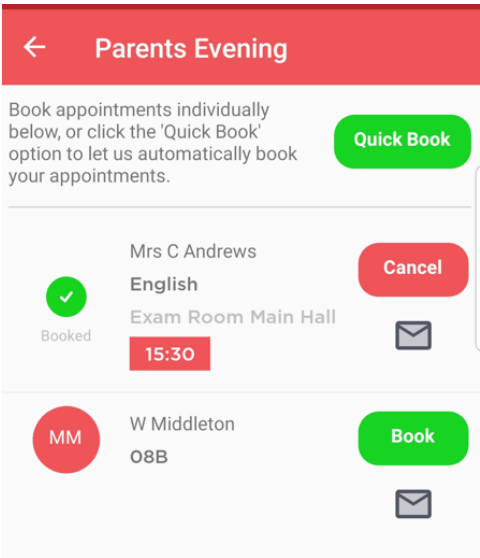 Parents Evening
Book appointments individually
below, or click the 'Quick Book'
option to let us automatically book
your appointments.
Quick Book
Mrs C Andrews
English
Exam Room Main Hall
15:30
Booked
Cancel
MM
W Middleton
08B
Book